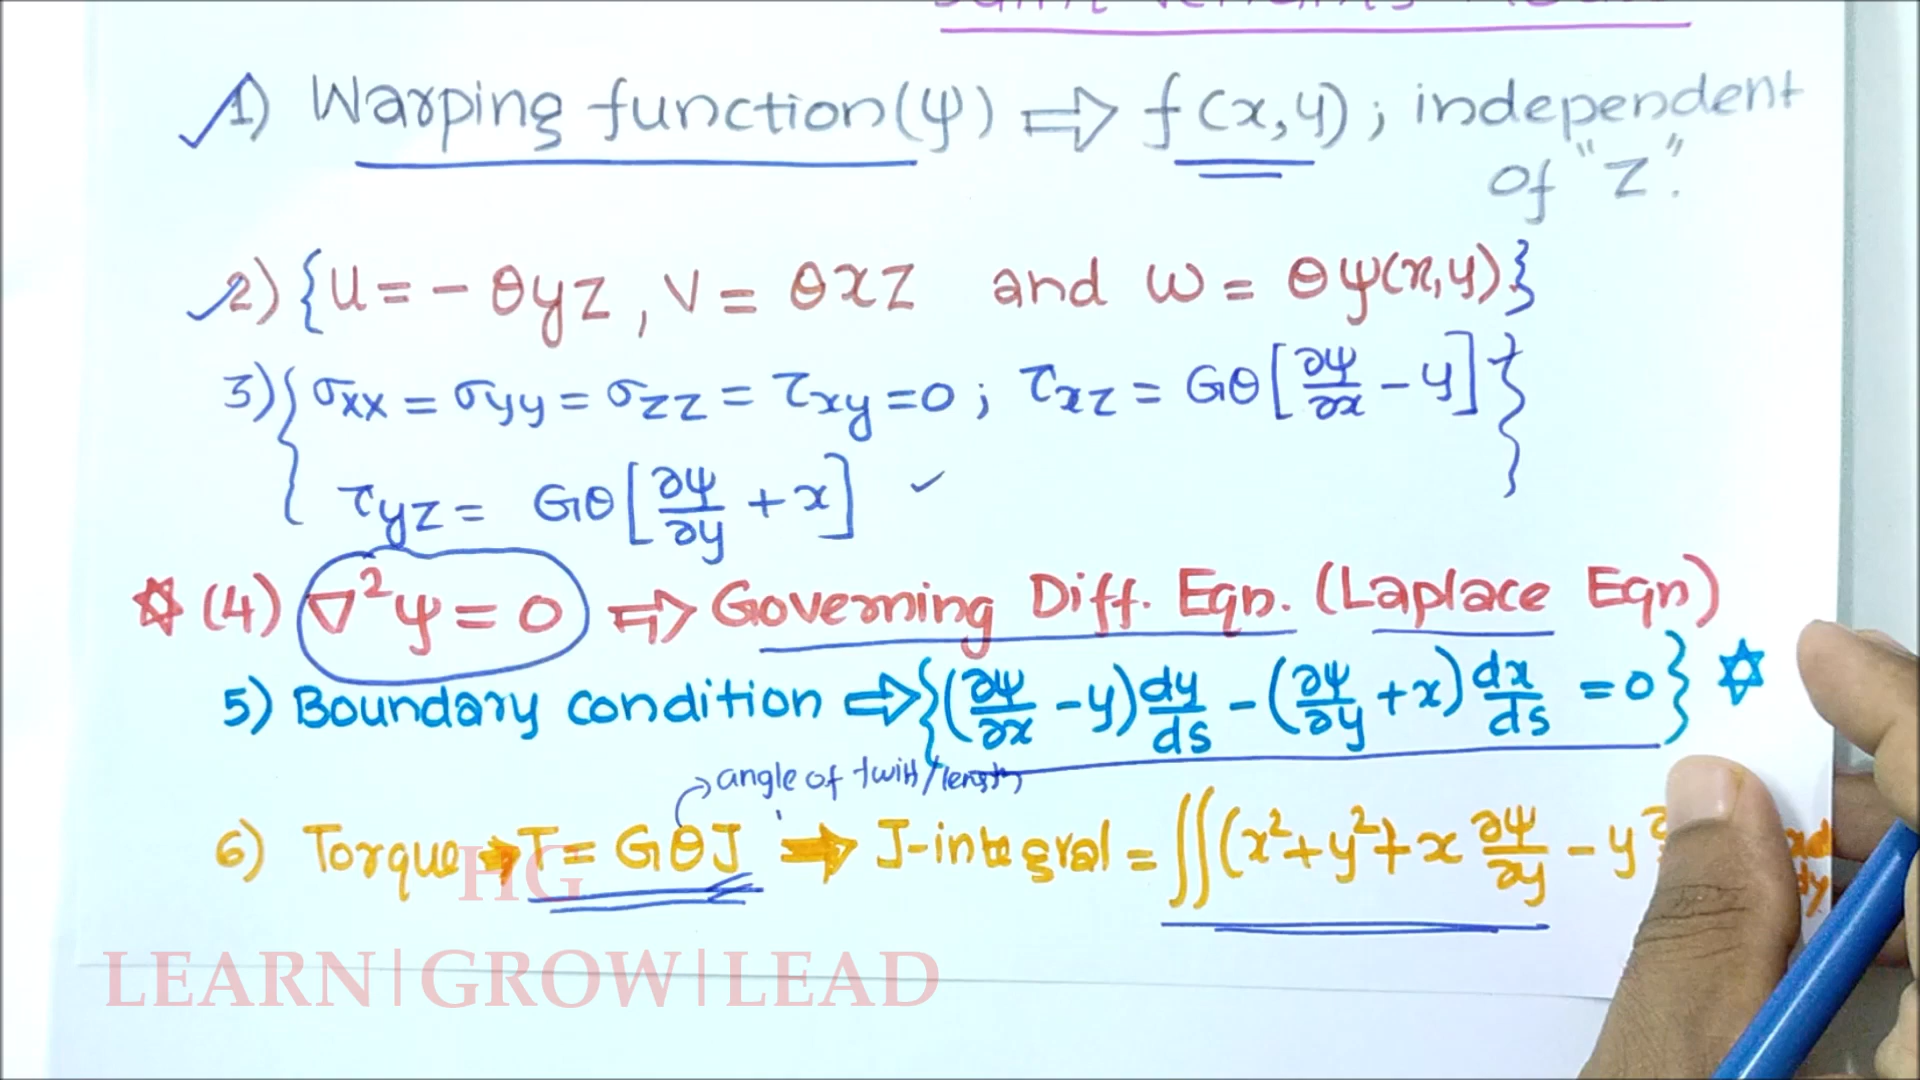 1) Warping function(ψ) ⇒ f(x,y); independent
of "Z".
2) {u = - θyz, v = θxz and w = θψ(x,y)}
3) {σxx = σyy = σzz = τxy = 0; τxz = Gθ[∂ψ/∂x - y]
τyz = Gθ[∂ψ/∂y + x]} ✓
✡ (4) ∇²ψ = 0 ⇒ Governing Diff. Eqn. (Laplace Eqn)
5) Boundary condition ⇒ {(∂ψ/∂x - y) dy/ds - (∂ψ/∂y + x) dx/ds = 0} ✡
→ angle of twist/length
6) Torque → T = GθJ ⇒ J-integral = ∬(x²+y²)+x ∂ψ/∂y - y
HG
LEARN|GROW|LEAD